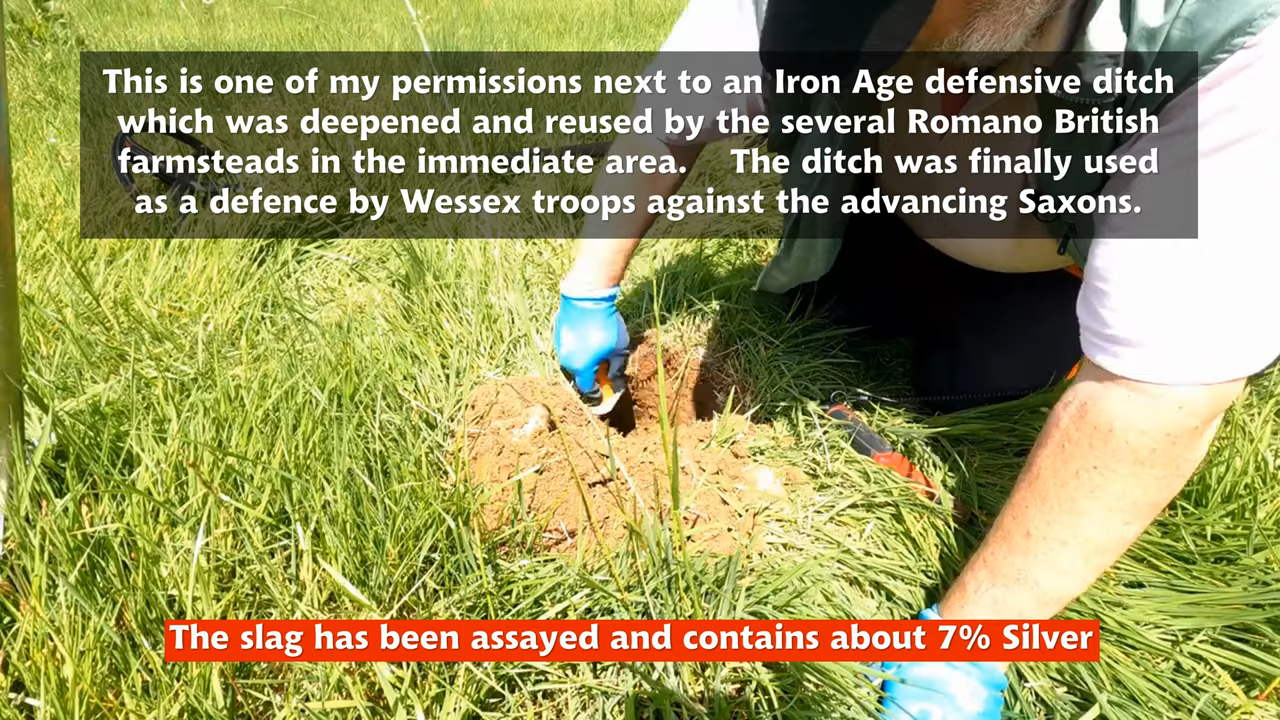 This is one of my permissions next to an Iron Age defensive ditch
which was deepened and reused by the several Romano British
farmsteads in the immediate area. The ditch was finally used
as a defence by Wessex troops against the advancing Saxons.
The slag has been assayed and contains about 7% Silver